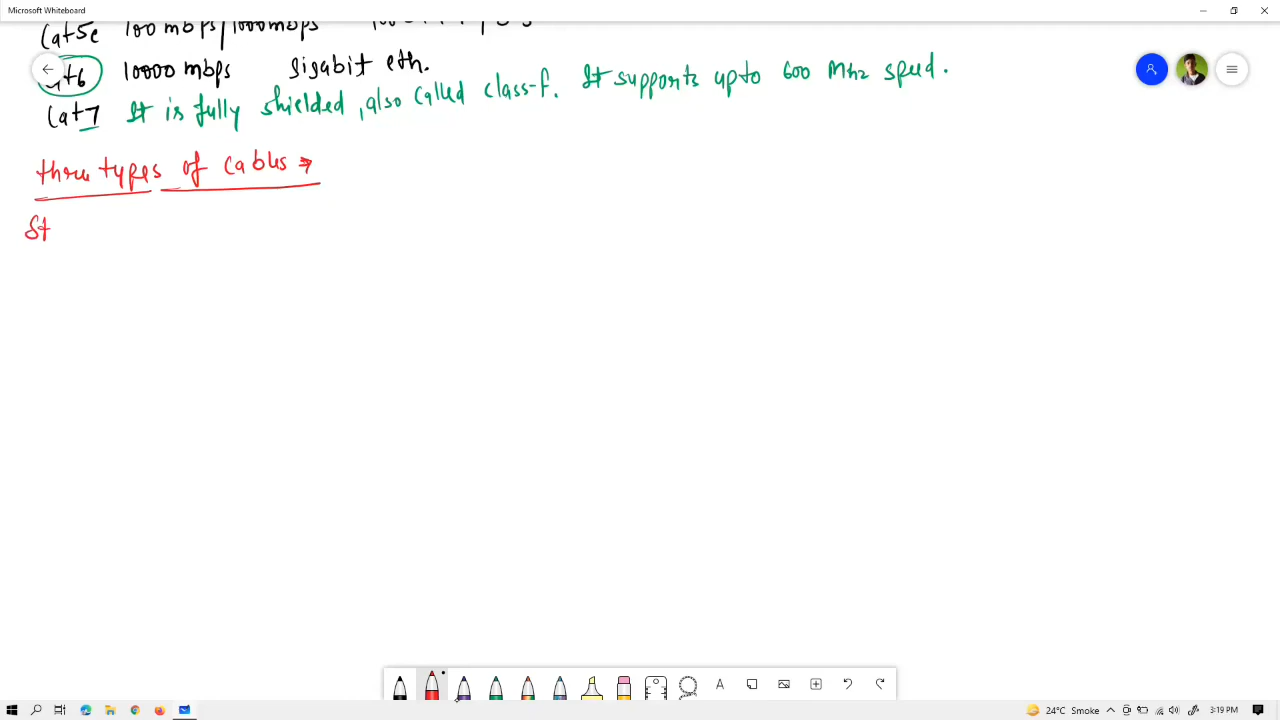 Microsoft Whiteboard
Cat5e 100 mbps/1000mbps
Cat6 10000 mbps Gigabit eth.
Cat7 It is fully shielded, also called class-F. It supports upto 600 Mhz speed.
three types of Cables →
St
24°C Smoke
3:19 PM